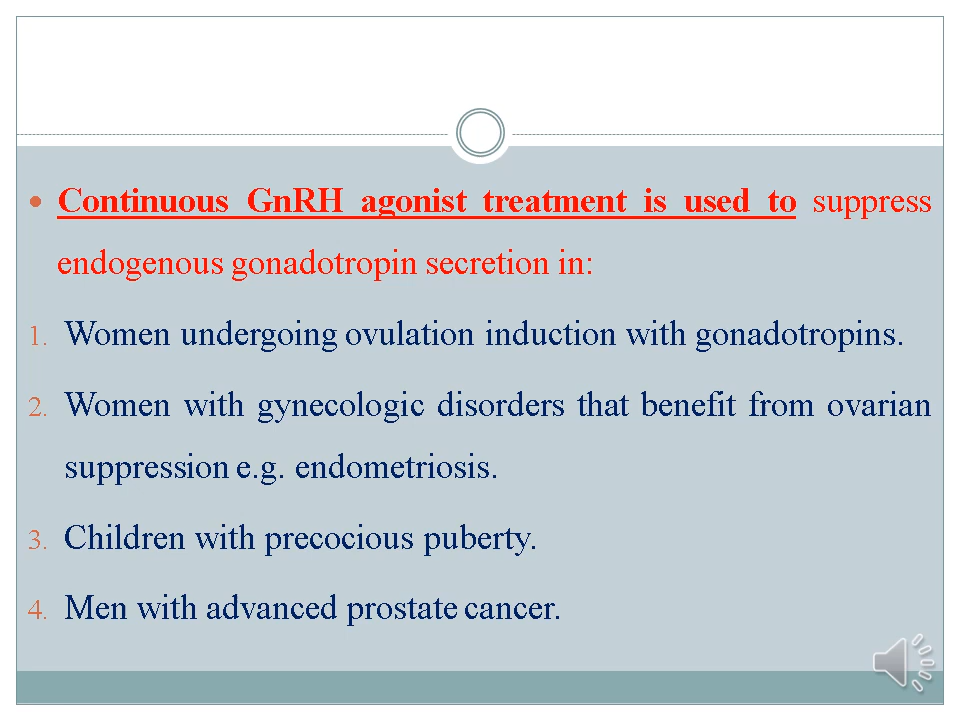 • Continuous GnRH agonist treatment is used to suppress
endogenous gonadotropin secretion in:
1. Women undergoing ovulation induction with gonadotropins.
2. Women with gynecologic disorders that benefit from ovarian
suppression e.g. endometriosis.
3. Children with precocious puberty.
4. Men with advanced prostate cancer.